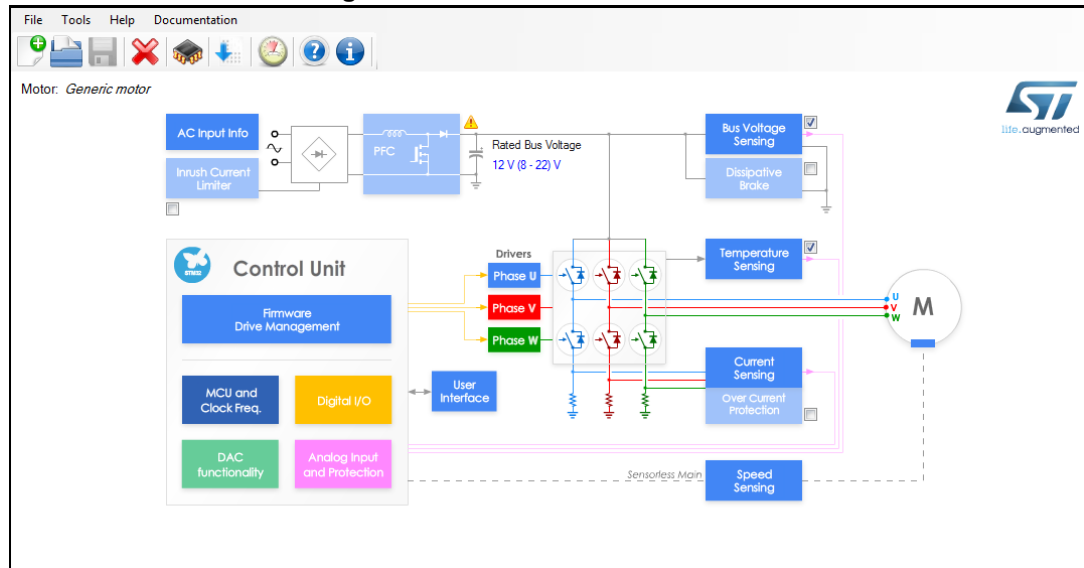 File Tools Help Documentation
Motor: Generic motor
ST
life.augmented
AC Input Info
Inrush Current
Limiter
PFC
Rated Bus Voltage
12 V (8 - 22) V
Bus Voltage
Sensing
Dissipative
Brake
STM32
Control Unit
Firmware
Drive Management
MCU and
Clock Freq.
Digital I/O
DAC
functionality
Analog Input
and Protection
User
Interface
Drivers
Phase U
Phase V
Phase W
Temperature
Sensing
U
V
W
M
Current
Sensing
Over Current
Protection
Sensorless Main
Speed
Sensing